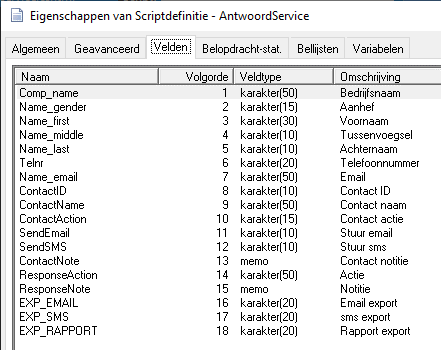 Eigenschappen van Scriptdefinitie - AntwoordService
Algemeen Geavanceerd Velden Belopdracht-stat. Bellijsten Variabelen
Naam Volgorde Veldtype Omschrijving
Comp_name 1 karakter(50) Bedrijfsnaam
Name_gender 2 karakter(15) Aanhef
Name_first 3 karakter(30) Voornaam
Name_middle 4 karakter(10) Tussenvoegsel
Name_last 5 karakter(10) Achternaam
Telnr 6 karakter(20) Telefoonnummer
Name_email 7 karakter(50) Email
ContactID 8 karakter(10) Contact ID
ContactName 9 karakter(50) Contact naam
ContactAction 10 karakter(15) Contact actie
SendEmail 11 karakter(10) Stuur email
SendSMS 12 karakter(10) Stuur sms
ContactNote 13 memo Contact notitie
ResponseAction 14 karakter(50) Actie
ResponseNote 15 memo Notitie
EXP_EMAIL 16 karakter(20) Email export
EXP_SMS 17 karakter(20) sms export
EXP_RAPPORT 18 karakter(20) Rapport export